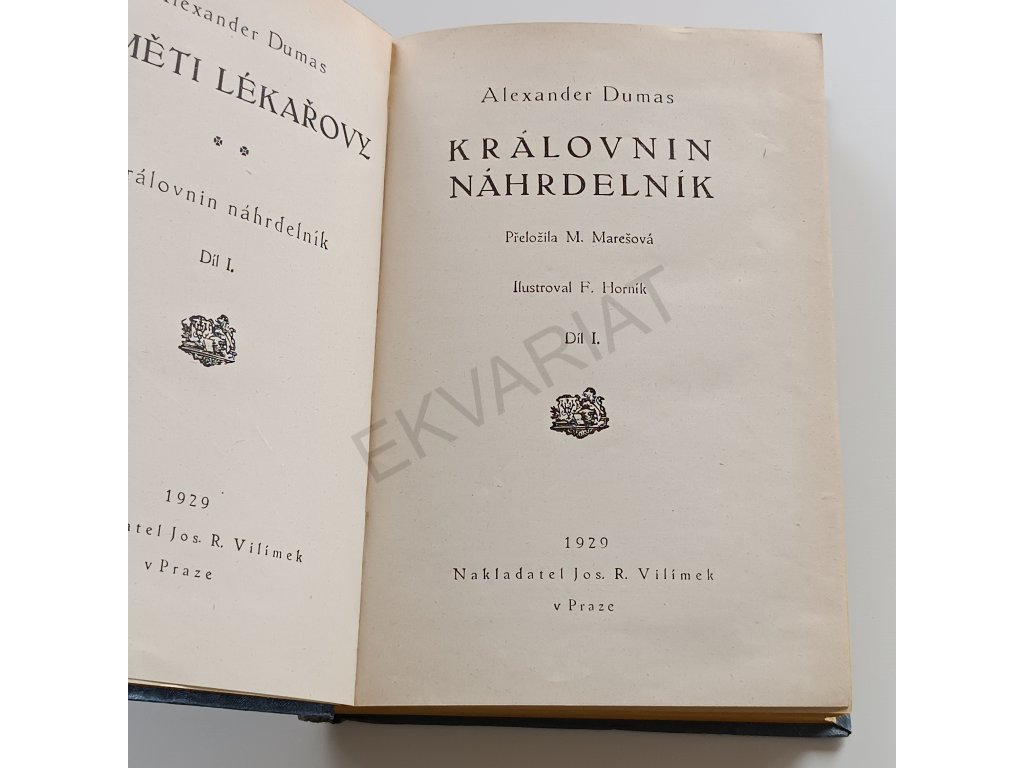 Alexander Dumas
MĚTI LÉKAŘOVY
rálovnin náhrdelník
Díl I.
1929
atel Jos. R. Vilímek
v Praze
Alexander Dumas
KRÁLOVNIN
NÁHRDELNÍK
Přeložila M. Marešová
Ilustroval F. Horník
Díl I.
1929
Nakladatel Jos. R. Vilímek
v Praze
EKVARIAT